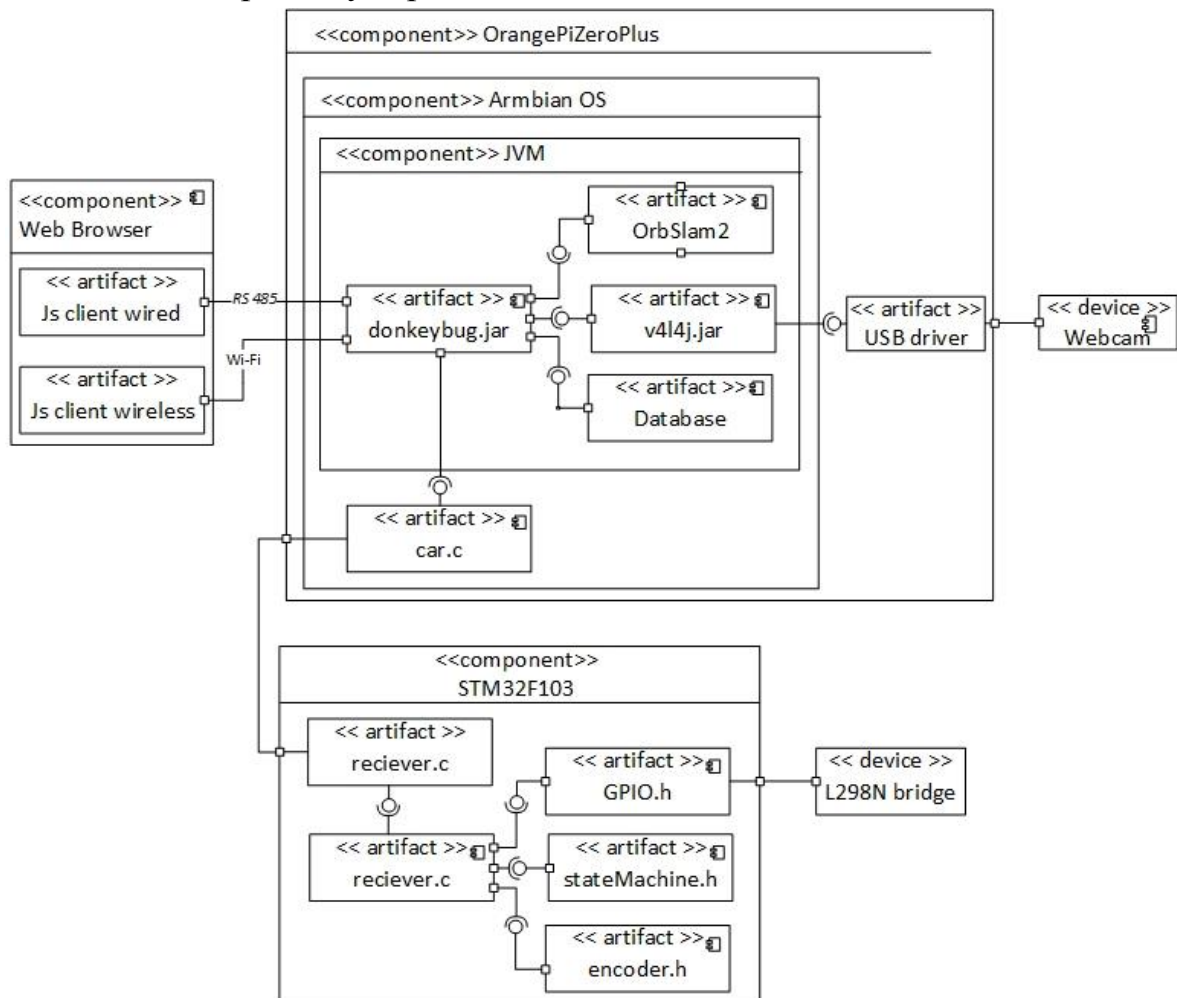 <<component>> OrangePiZeroPlus
<<component>> Armbian OS
<<component>> JVM
<<component>>
Web Browser
<< artifact >>
Js client wired
<< artifact >>
Js client wireless
RS 485
Wi-Fi
<< artifact >>
donkeybug.jar
<< artifact >>
OrbSlam2
<< artifact >>
v4l4j.jar
<< artifact >>
Database
<< artifact >>
USB driver
<< device >>
Webcam
<< artifact >>
car.c
<<component>>
STM32F103
<< artifact >>
reciever.c
<< artifact >>
reciever.c
<< artifact >>
GPIO.h
<< artifact >>
stateMachine.h
<< artifact >>
encoder.h
<< device >>
L298N bridge